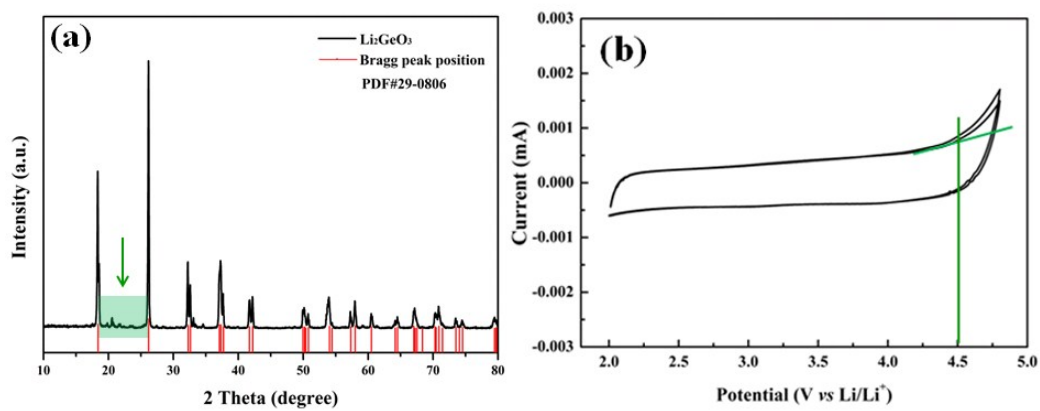 (a)
Li₂GeO₃
Bragg peak position
PDF#29-0806
Intensity (a.u.)
10 20 30 40 50 60 70 80
2 Theta (degree)
(b)
0.003
0.002
0.001
0.000
-0.001
-0.002
-0.003
Current (mA)
2.0 2.5 3.0 3.5 4.0 4.5 5.0
Potential (V vs Li/Li⁺)